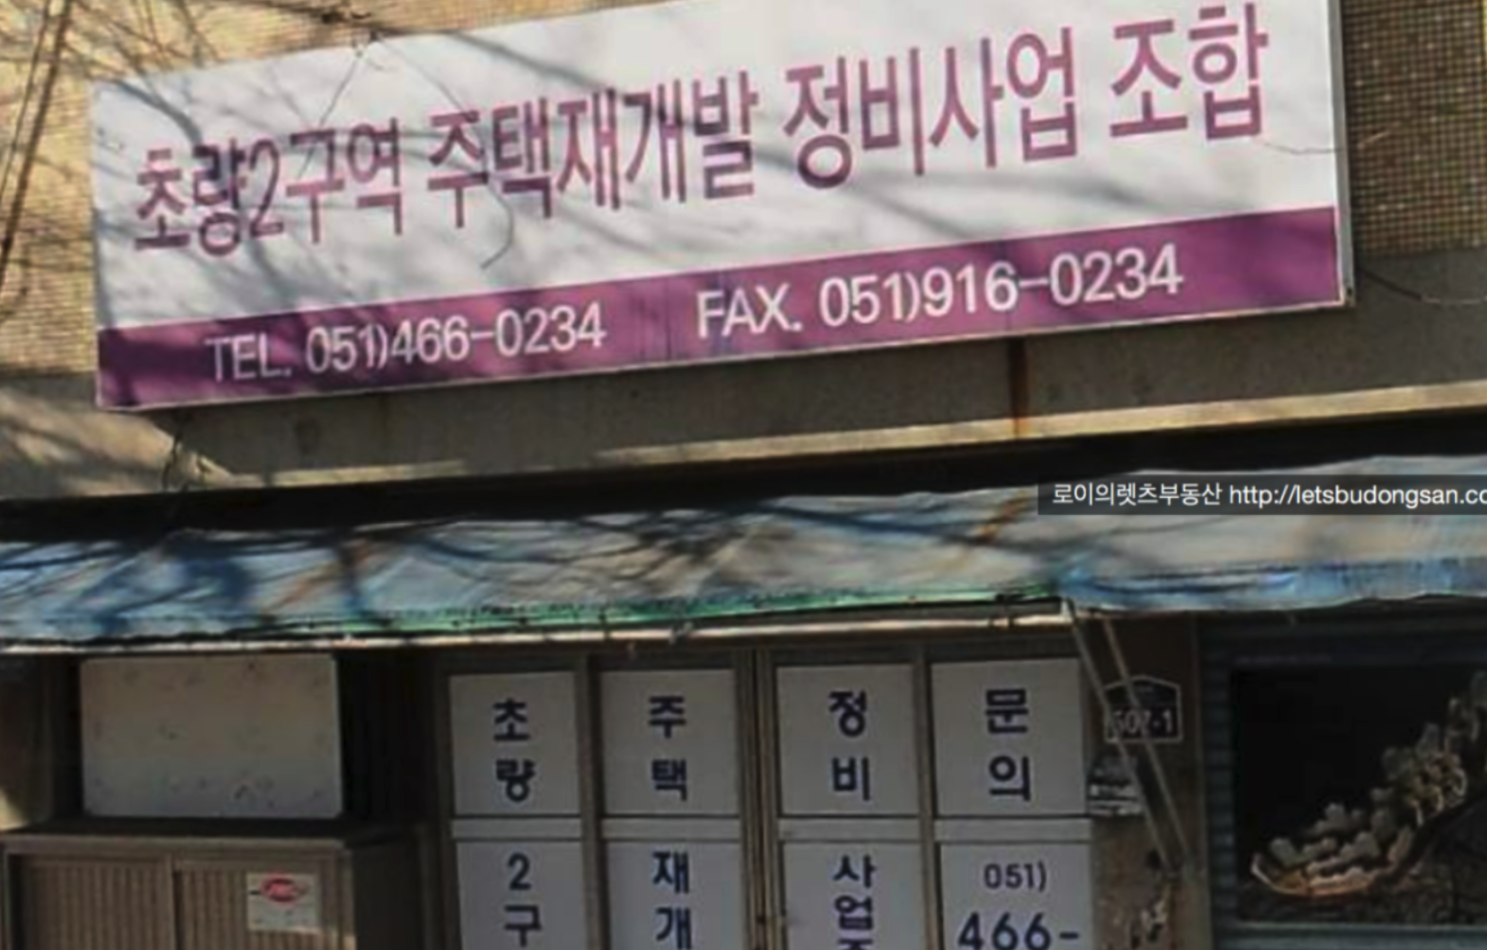 초량2구역 주택재개발 정비사업 조합
TEL. 051)466-0234 FAX. 051)916-0234
로이의렛츠부동산 http://letsbudongsan.co
초량 주택 정비 문의
2구 재개 사업 051)
466-